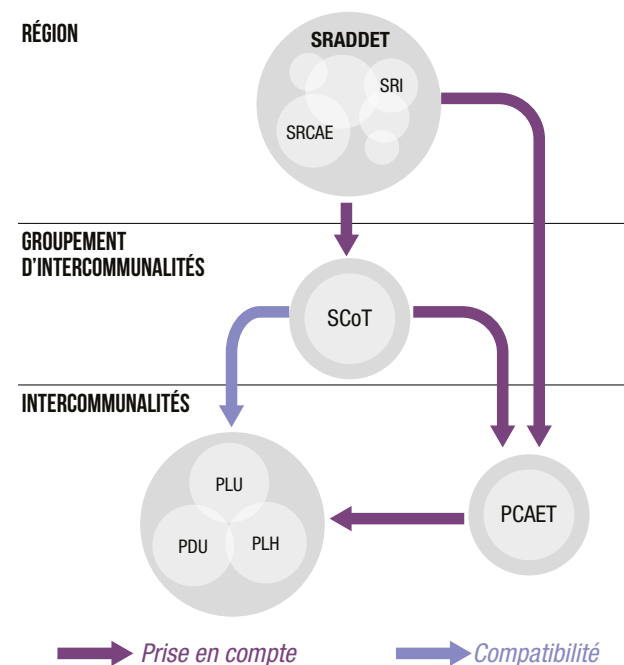 RÉGION
SRADDET
SRI
SRCAE
GROUPEMENT
D'INTERCOMMUNALITÉS
SCoT
INTERCOMMUNALITÉS
PLU
PDU
PLH
PCAET
Prise en compte
Compatibilité